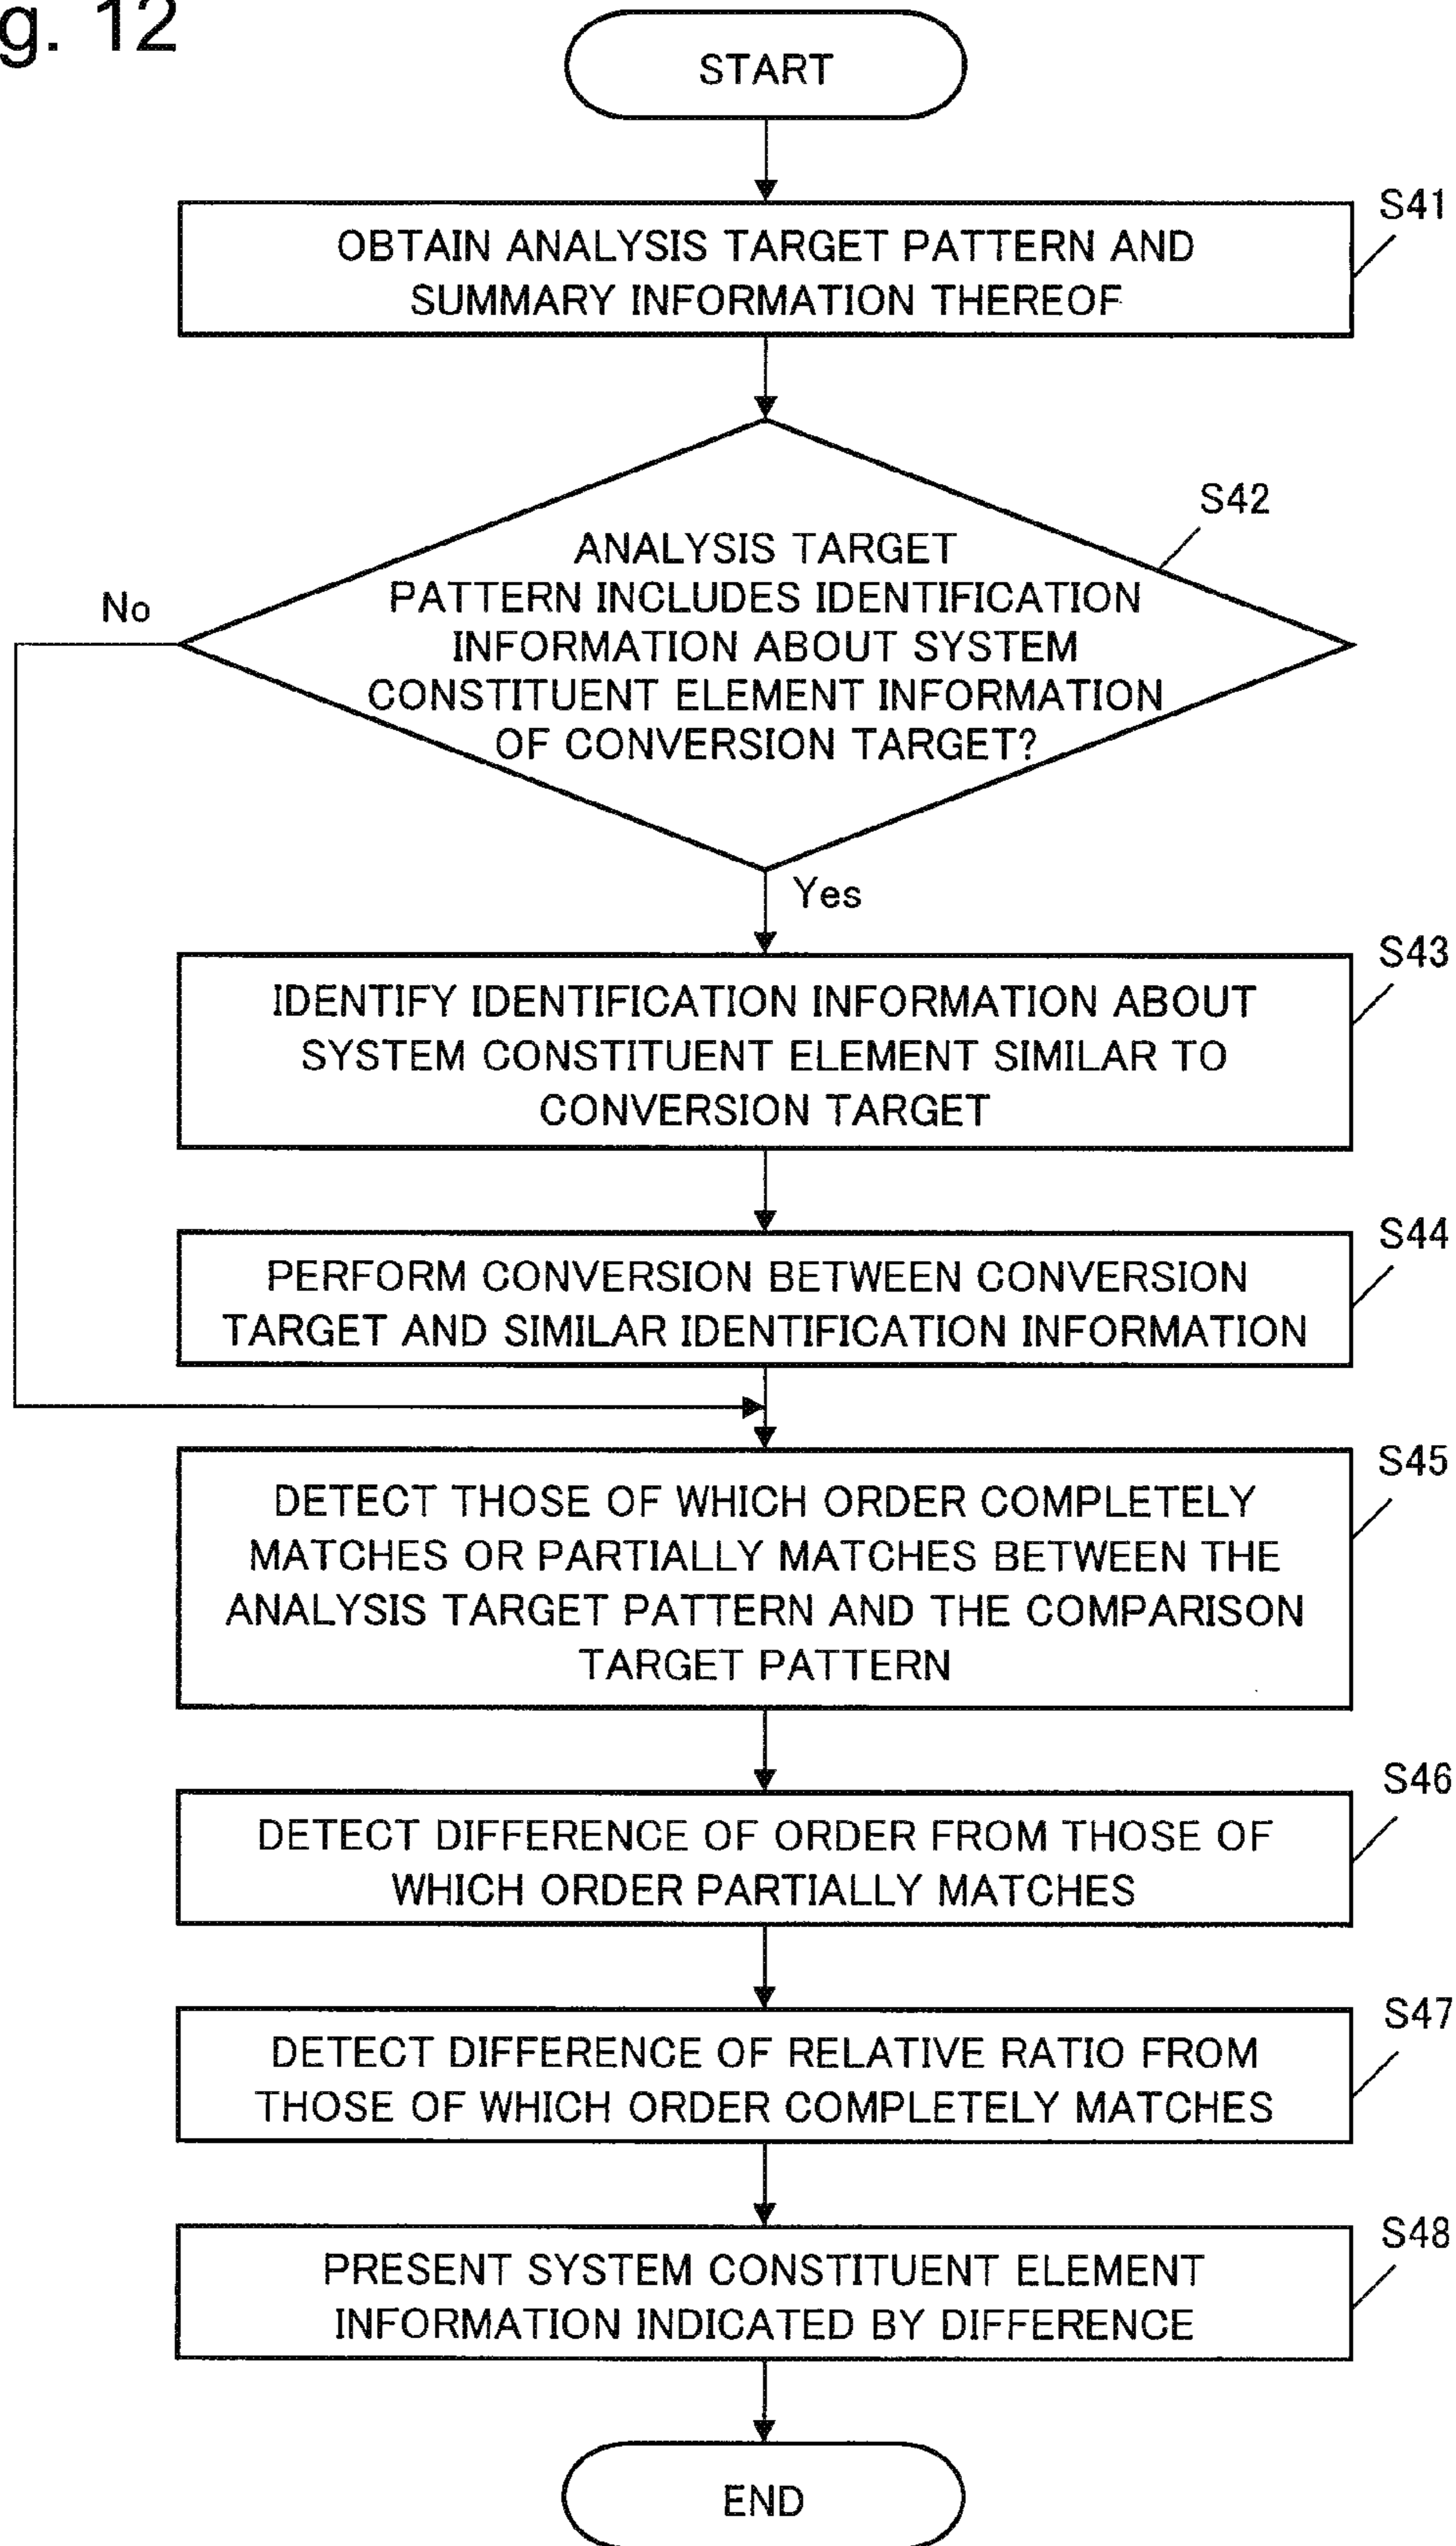 g. 12
START
S41
OBTAIN ANALYSIS TARGET PATTERN AND
SUMMARY INFORMATION THEREOF
S42
ANALYSIS TARGET
PATTERN INCLUDES IDENTIFICATION
INFORMATION ABOUT SYSTEM
CONSTITUENT ELEMENT INFORMATION
OF CONVERSION TARGET?
No
Yes
S43
IDENTIFY IDENTIFICATION INFORMATION ABOUT
SYSTEM CONSTITUENT ELEMENT SIMILAR TO
CONVERSION TARGET
S44
PERFORM CONVERSION BETWEEN CONVERSION
TARGET AND SIMILAR IDENTIFICATION INFORMATION
S45
DETECT THOSE OF WHICH ORDER COMPLETELY
MATCHES OR PARTIALLY MATCHES BETWEEN THE
ANALYSIS TARGET PATTERN AND THE COMPARISON
TARGET PATTERN
S46
DETECT DIFFERENCE OF ORDER FROM THOSE OF
WHICH ORDER PARTIALLY MATCHES
S47
DETECT DIFFERENCE OF RELATIVE RATIO FROM
THOSE OF WHICH ORDER COMPLETELY MATCHES
S48
PRESENT SYSTEM CONSTITUENT ELEMENT
INFORMATION INDICATED BY DIFFERENCE
END